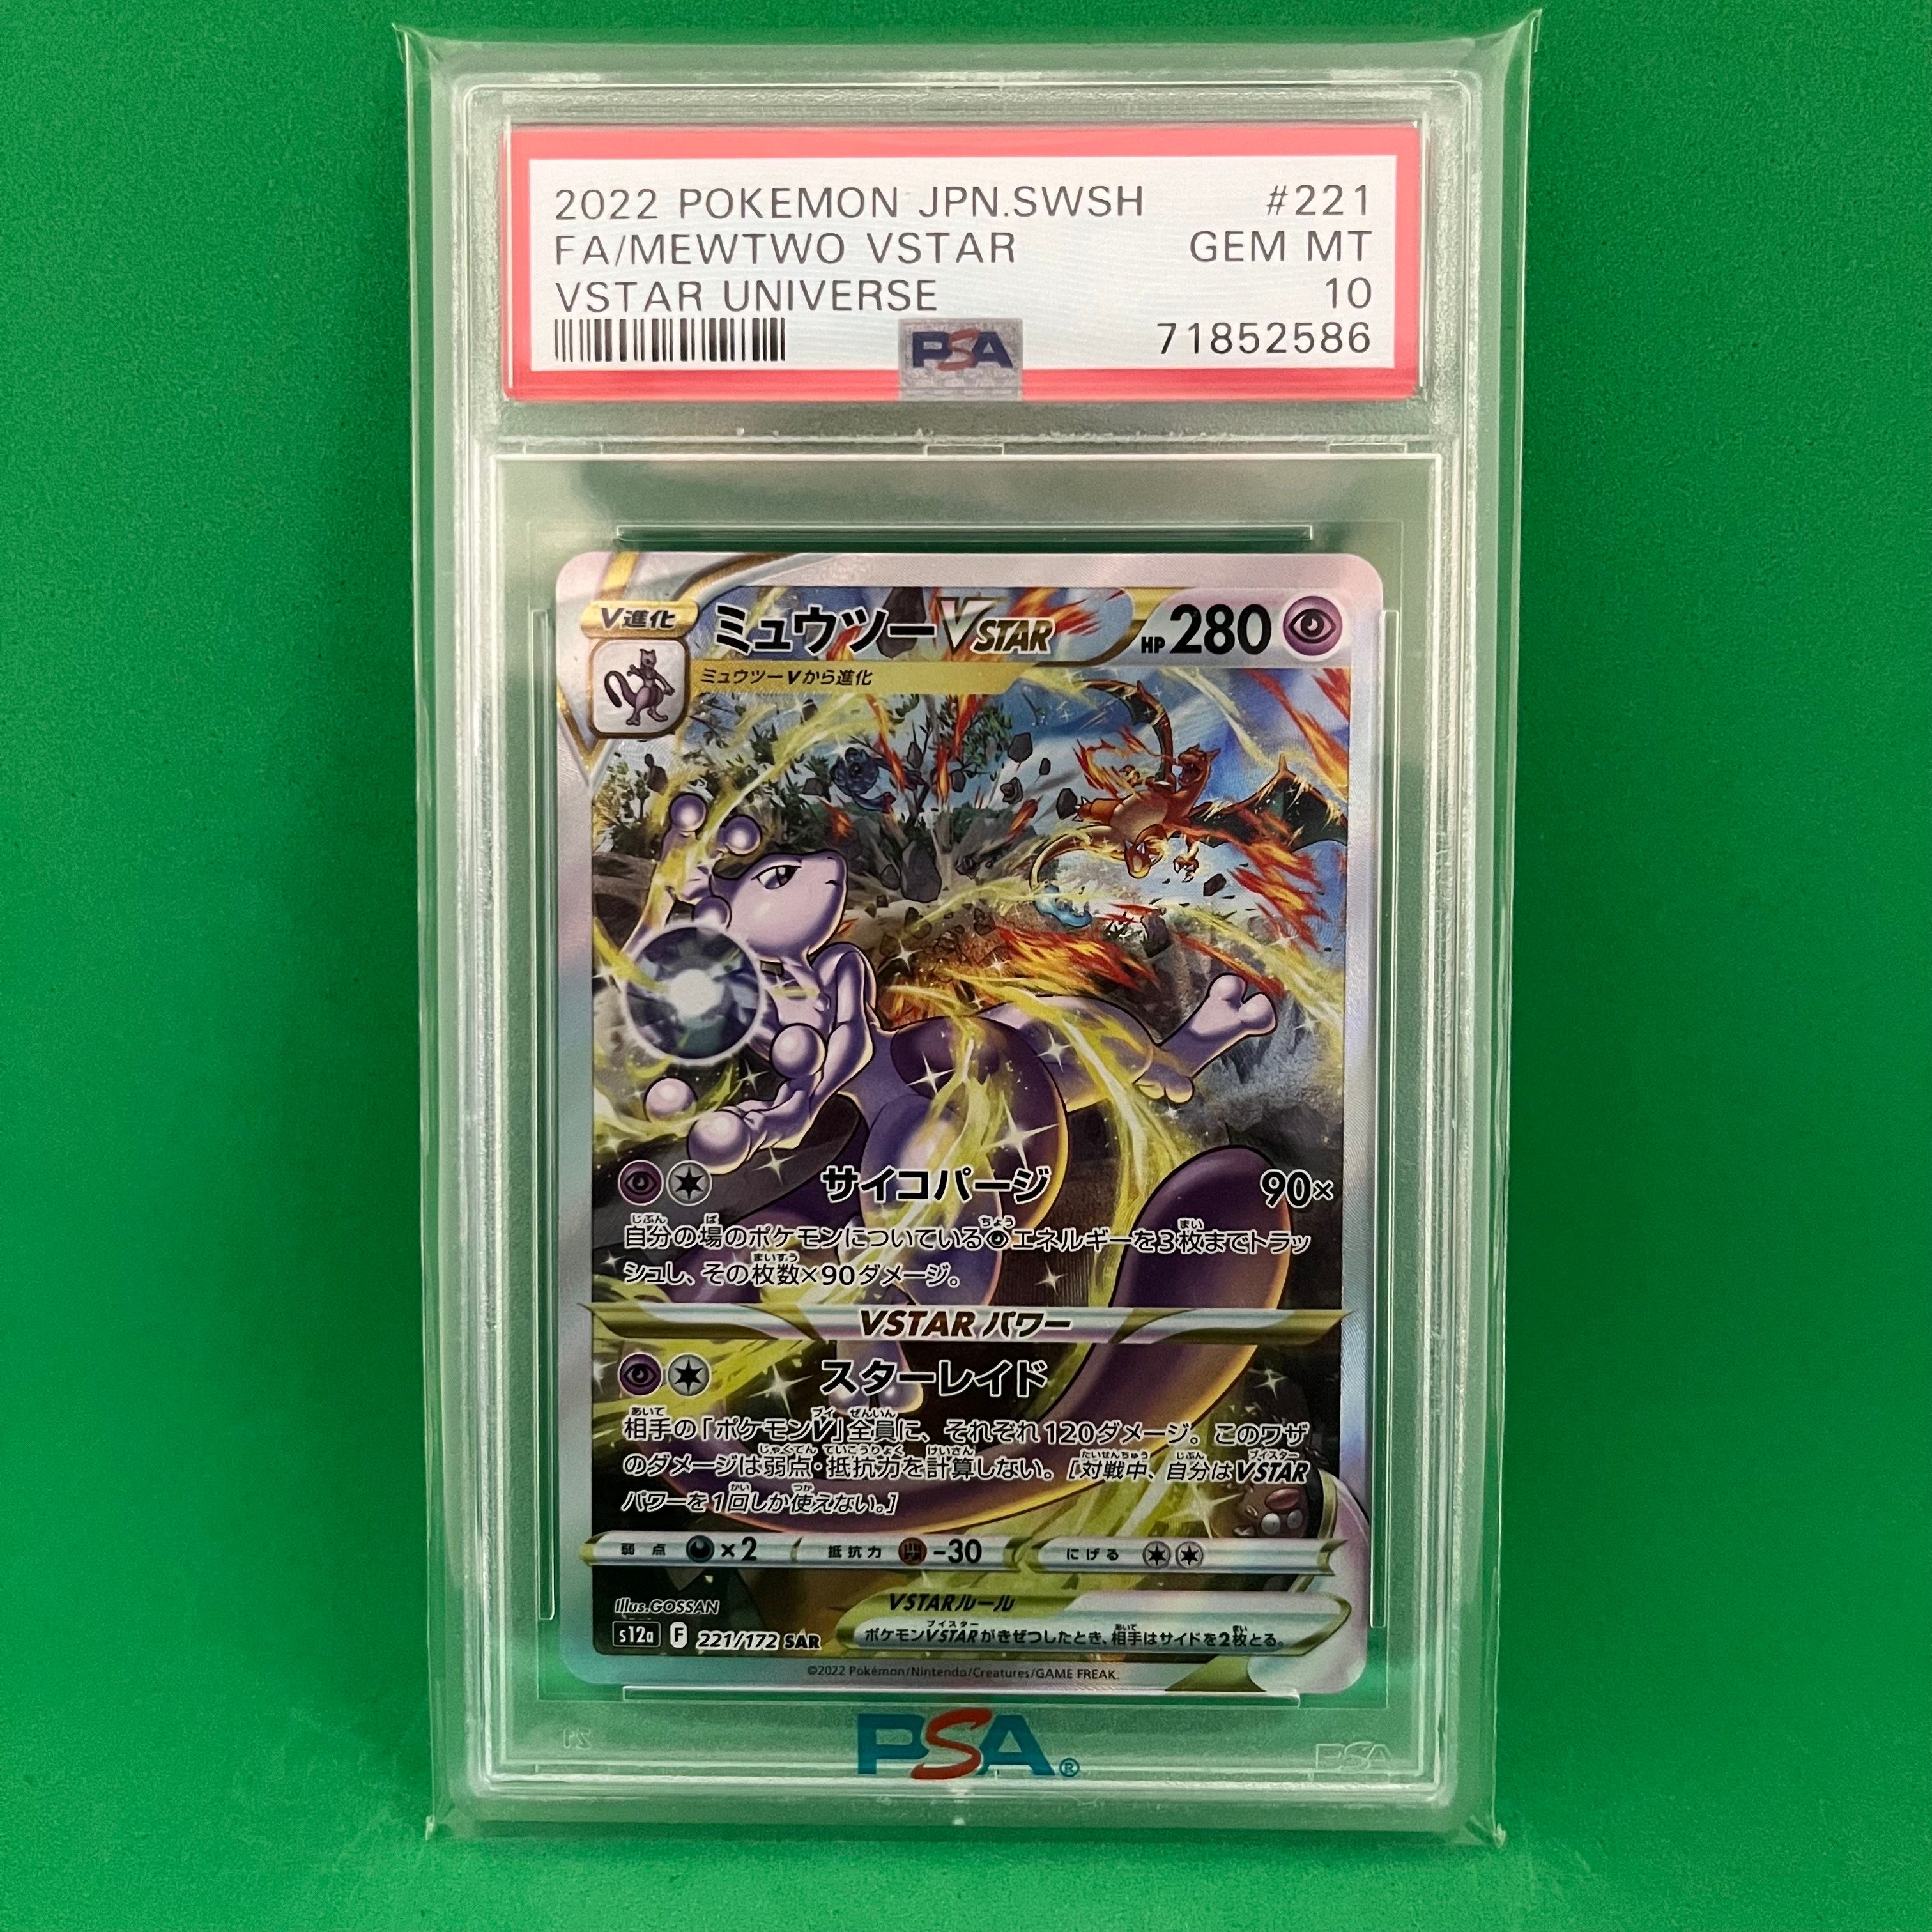 2022 POKEMON JPN.SWSH #221
FA/MEWTWO VSTAR GEM MT
VSTAR UNIVERSE 10
PSA 71852586
V進化
ミュウツーVSTAR HP 280
ミュウツーVから進化
サイコパージ 90×
自分の場のポケモンについているエネルギーを3枚までトラッ
シュし、その枚数×90ダメージ。
VSTARパワー
スターレイド
相手の「ポケモンV」全員に、それぞれ120ダメージ。このワザ
のダメージは弱点・抵抗力を計算しない。[対戦中、自分はVSTAR
パワーを1回しか使えない。]
弱点 ×2 抵抗力 -30 にげる
Illus.GOSSAN
VSTARルール
s12a F 221/172 SAR
ポケモンVSTARがきぜつしたとき、相手はサイドを2枚とる。
©2022 Pokémon/Nintendo/Creatures/GAME FREAK.
PSA®
PSA